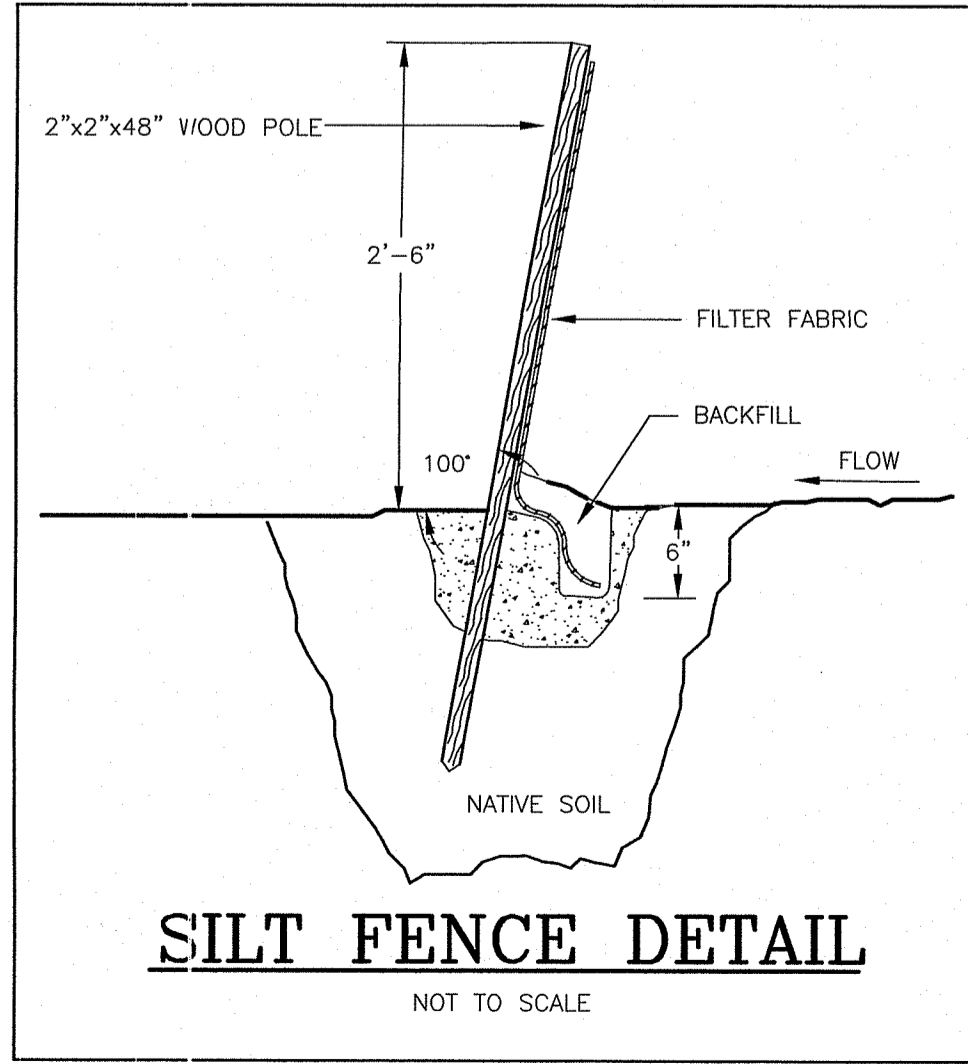 2"x2"x48" WOOD POLE
2'-6"
FILTER FABRIC
BACKFILL
100°
FLOW
6"
NATIVE SOIL
SILT FENCE DETAIL
NOT TO SCALE